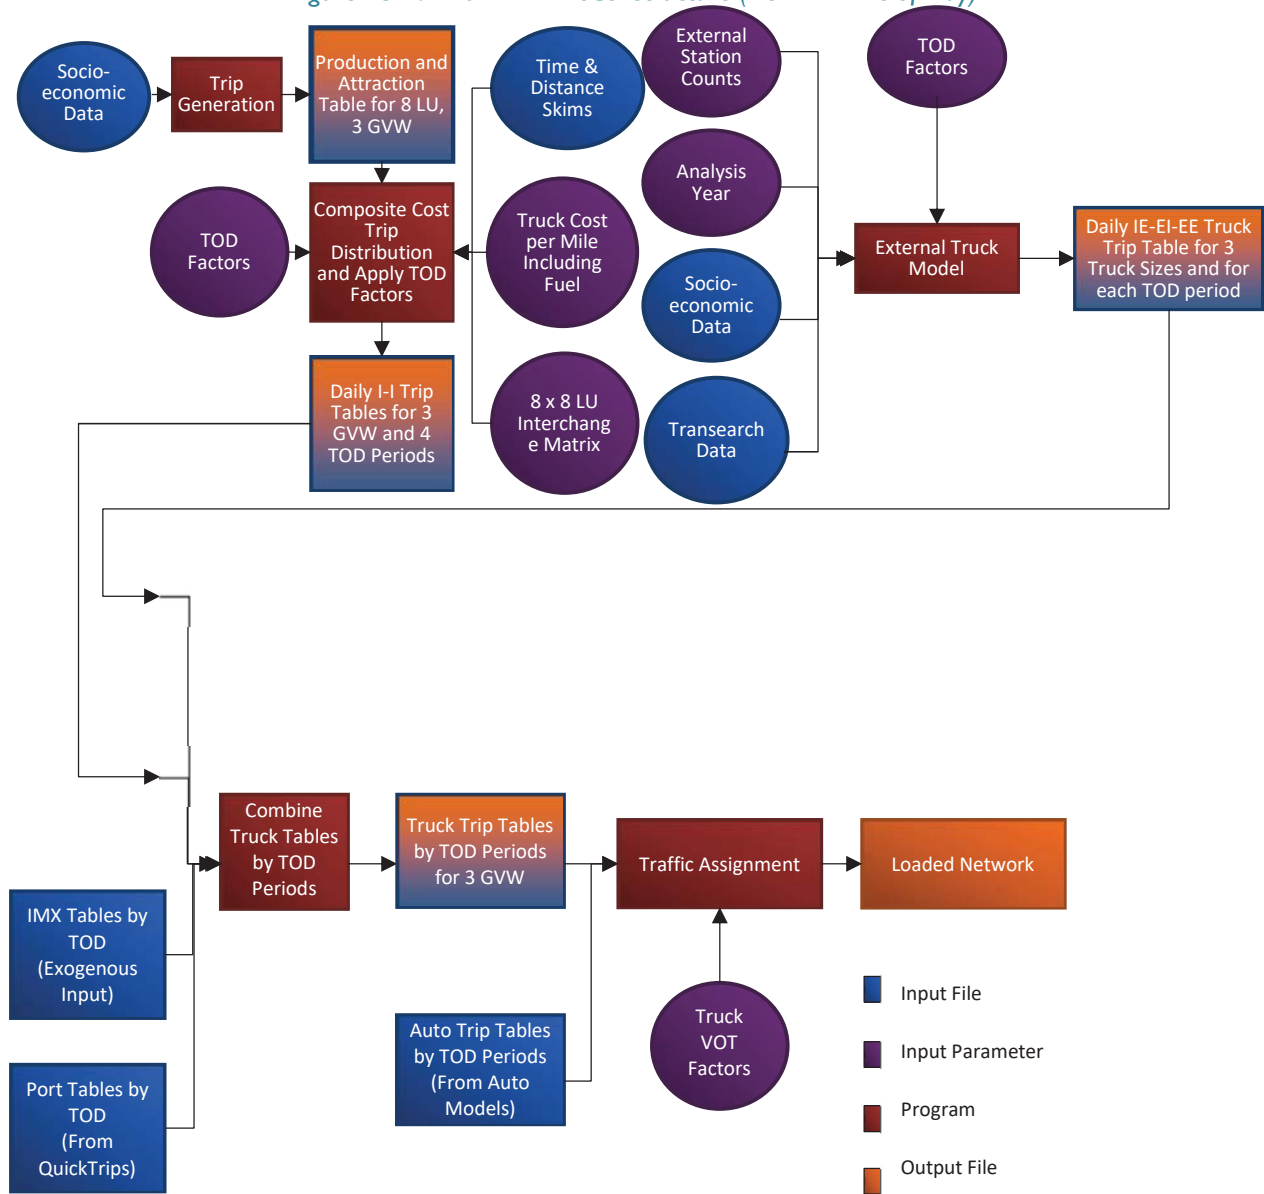 Socio-
economic
Data
Trip
Generation
Production and
Attraction
Table for 8 LU,
3 GVW
Time &
Distance
Skims
External
Station
Counts
TOD
Factors
Analysis
Year
TOD
Factors
Composite Cost
Trip
Distribution
and Apply TOD
Factors
Truck Cost
per Mile
Including
Fuel
External Truck
Model
Daily IE-EI-EE Truck
Trip Table for 3
Truck Sizes and for
each TOD period
Socio-
economic
Data
Daily I-I Trip
Tables for 3
GVW and 4
TOD Periods
8 x 8 LU
Interchang
e Matrix
Transearch
Data
Combine
Truck Tables
by TOD
Periods
Truck Trip Tables
by TOD Periods
for 3 GVW
Traffic Assignment
Loaded Network
IMX Tables by
TOD
(Exogenous
Input)
Port Tables by
TOD
(From
QuickTrips)
Auto Trip Tables
by TOD Periods
(From Auto
Models)
Truck
VOT
Factors
Input File
Input Parameter
Program
Output File